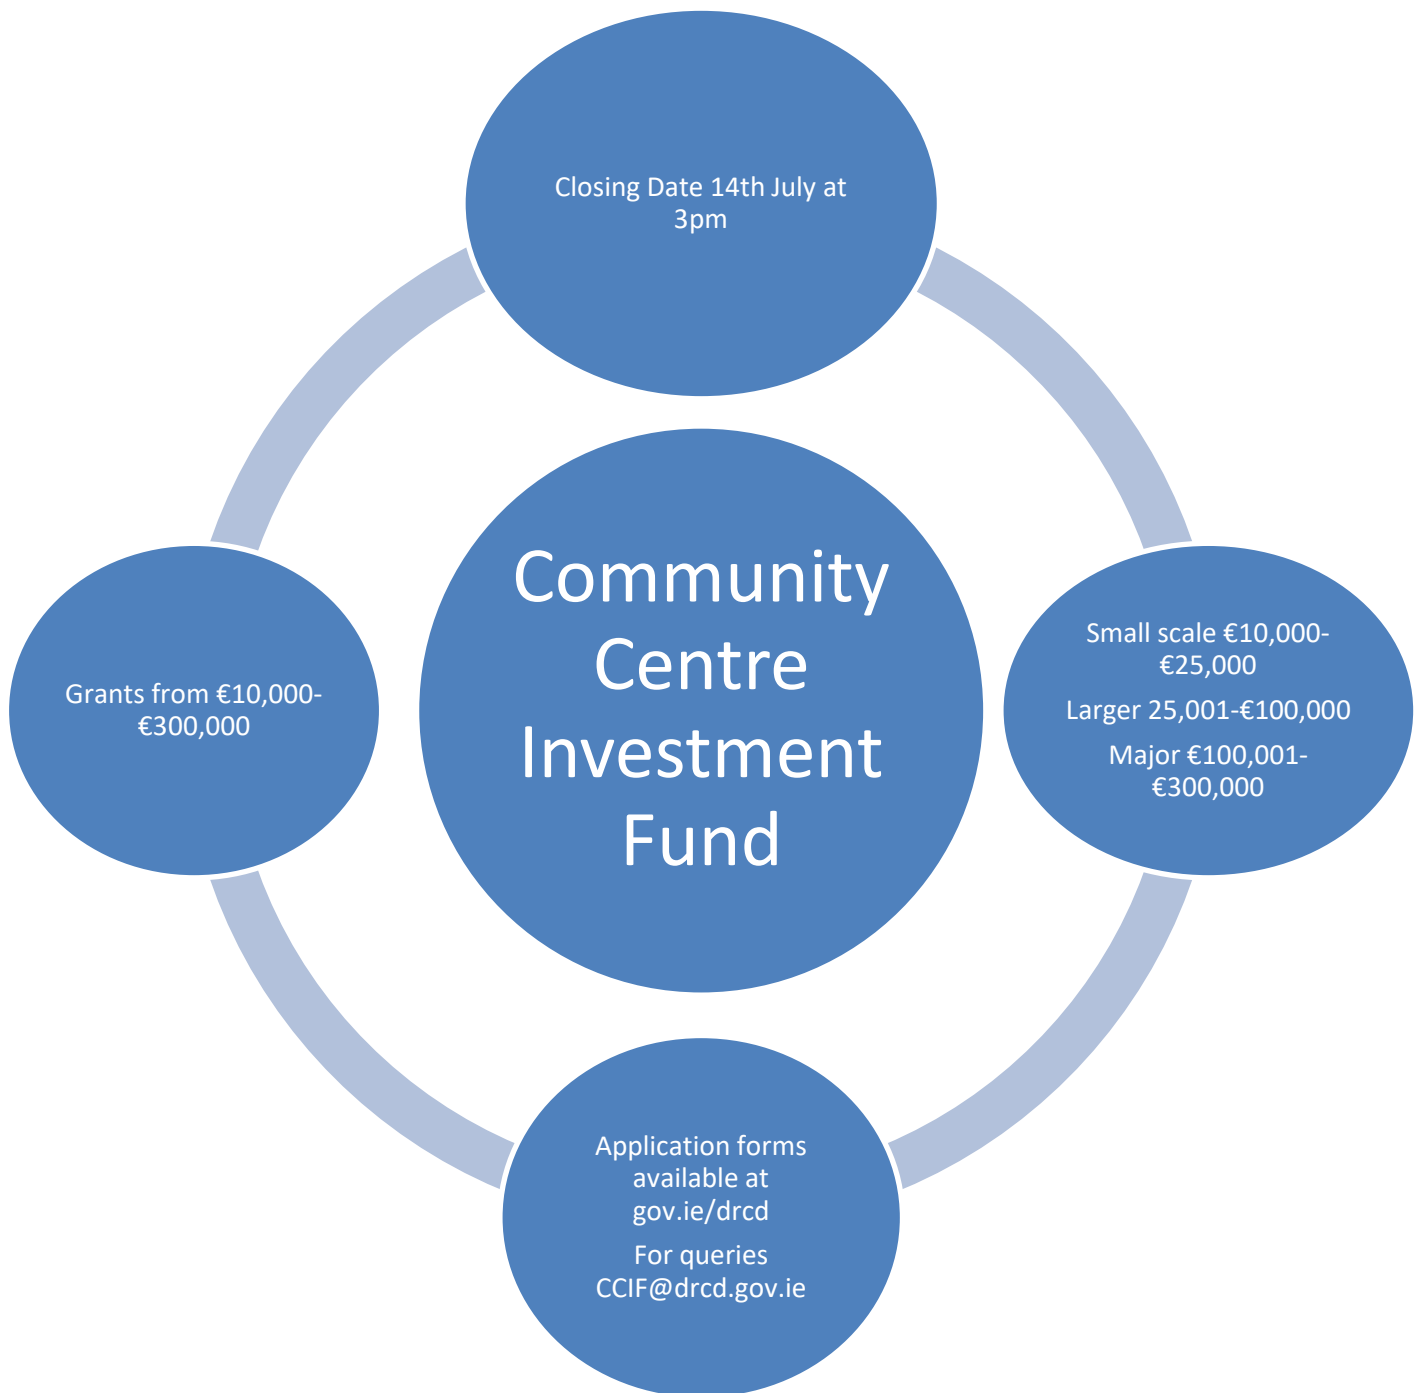 Closing Date 14th July at
3pm
Community
Centre
Investment
Fund
Grants from €10,000-
€300,000
Small scale €10,000-
€25,000
Larger 25,001-€100,000
Major €100,001-
€300,000
Application forms
available at
gov.ie/drcd
For queries
CCIF@drcd.gov.ie